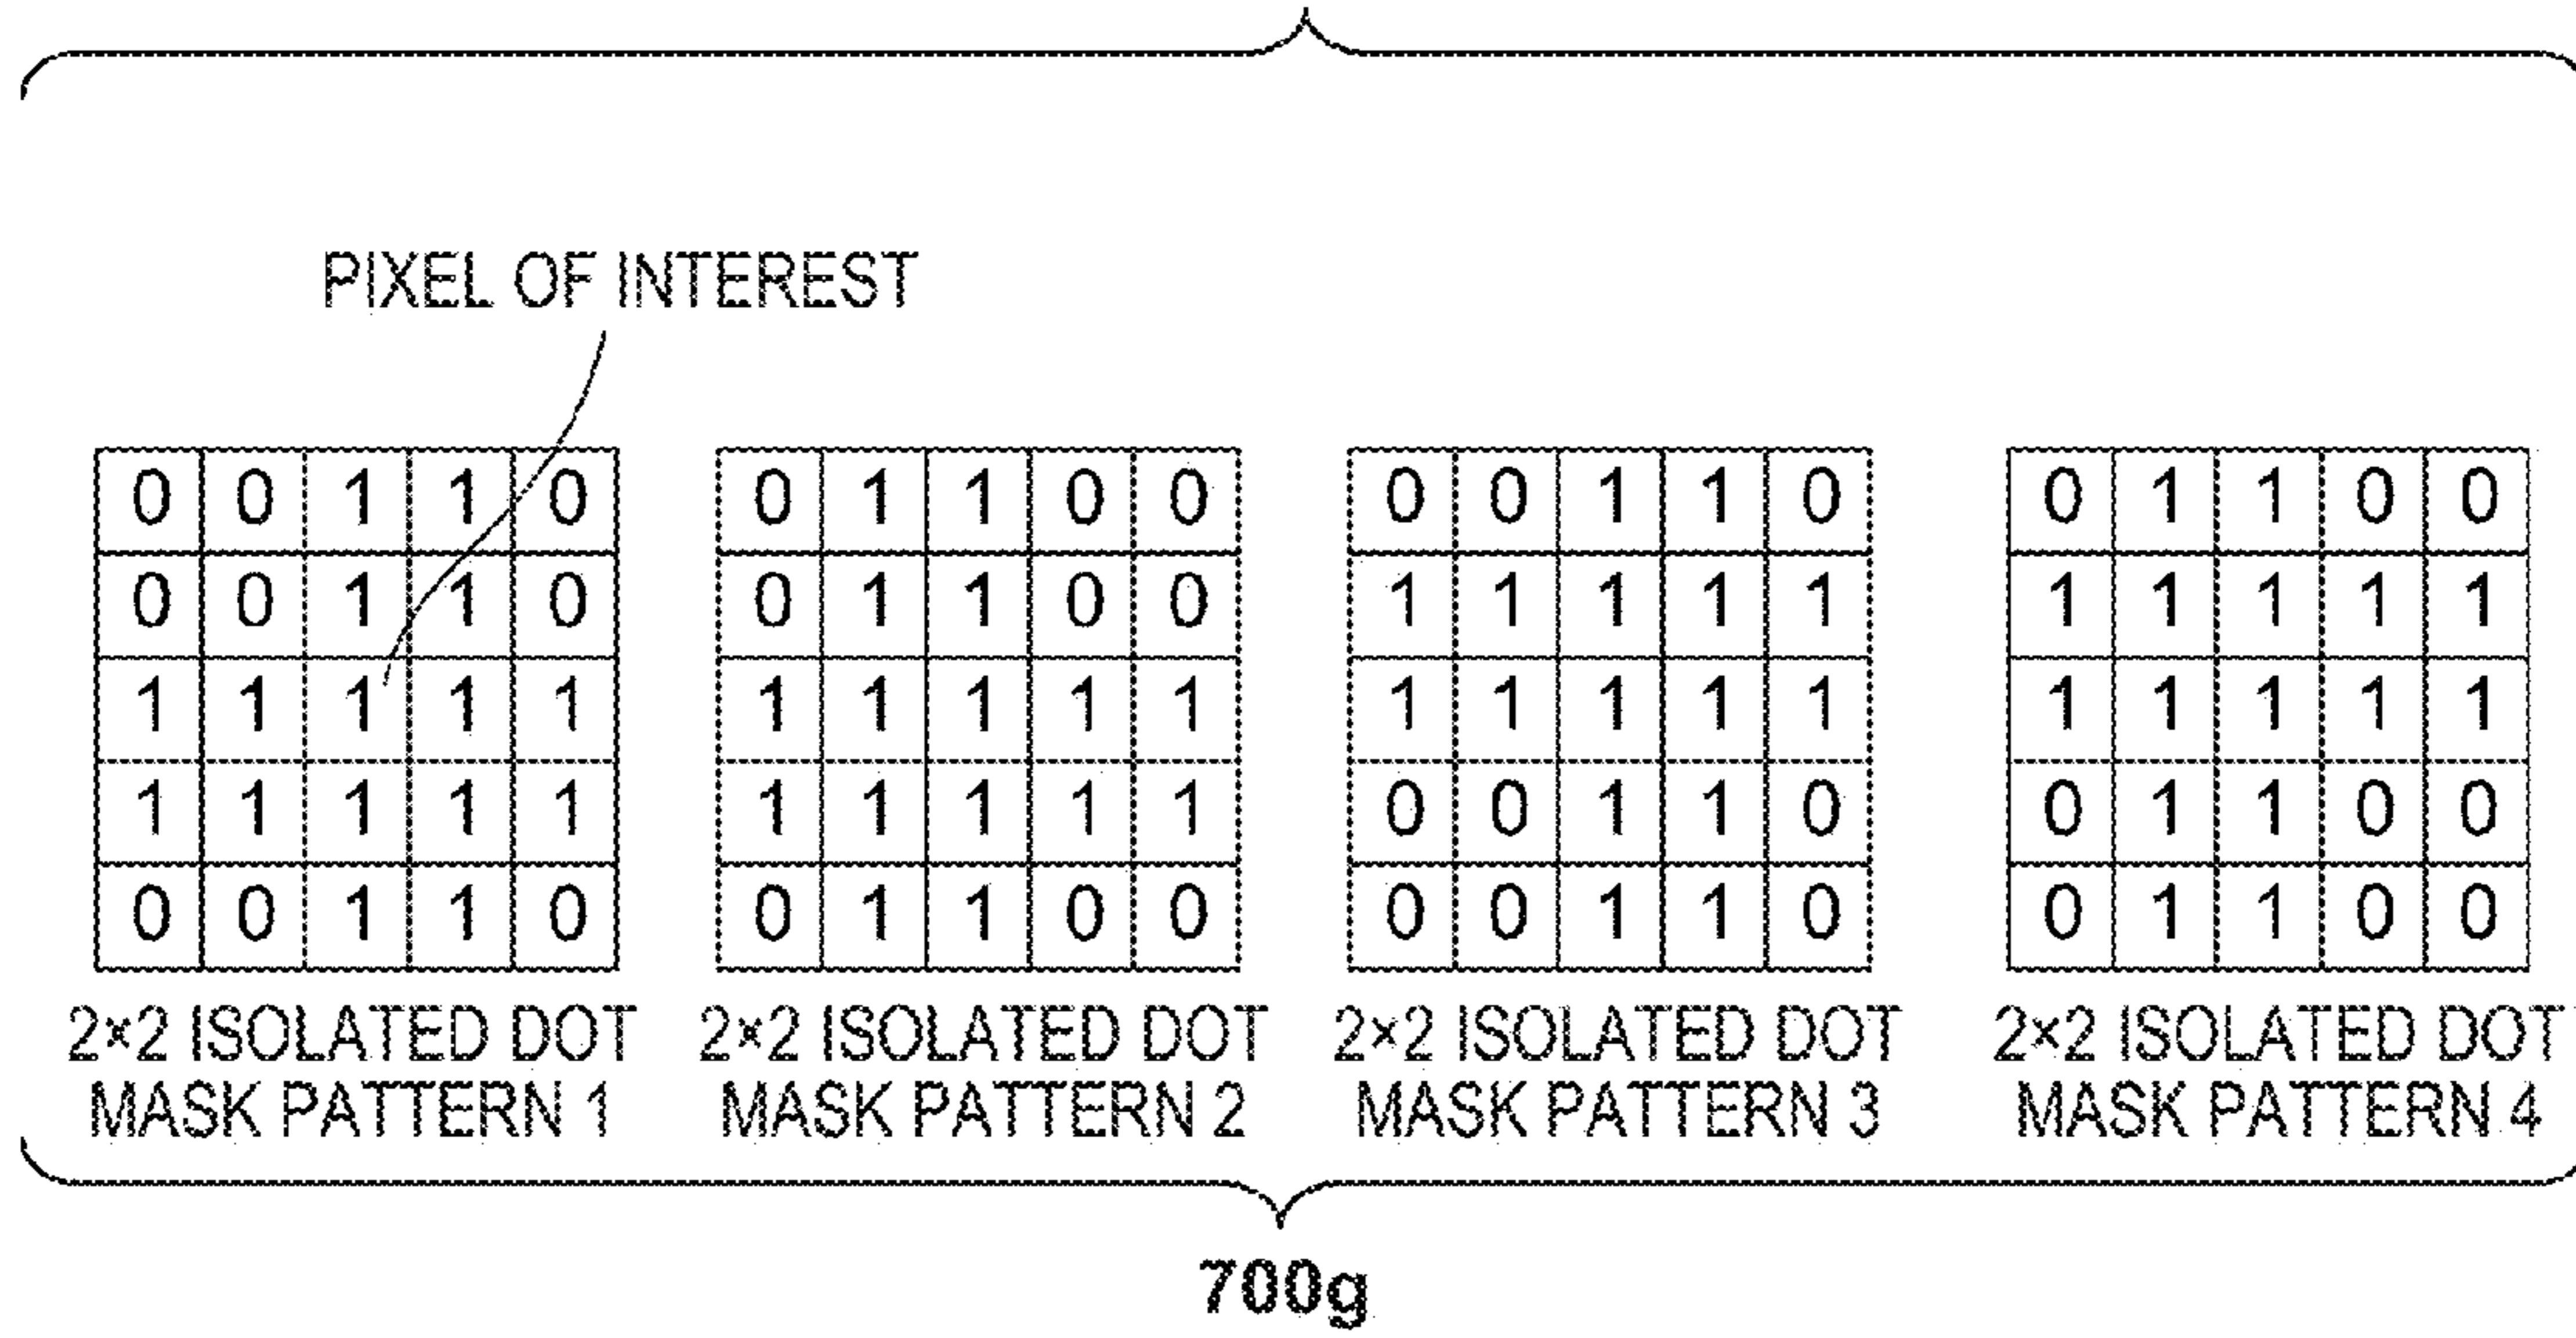 PIXEL OF INTEREST
0 0 1 1 0 0 1 1 0 0 0 0 1 1 0 0 1 1 0 0
0 0 1 1 0 0 1 1 0 0 1 1 1 1 1 1 1 1 1 1
1 1 1 1 1 1 1 1 1 1 1 1 1 1 1 1 1 1 1 1
1 1 1 1 1 1 1 1 1 1 0 0 1 1 0 0 1 1 0 0
0 0 1 1 0 0 1 1 0 0 0 0 1 1 0 0 1 1 0 0
2×2 ISOLATED DOT 2×2 ISOLATED DOT 2×2 ISOLATED DOT 2×2 ISOLATED DOT
MASK PATTERN 1 MASK PATTERN 2 MASK PATTERN 3 MASK PATTERN 4
700g